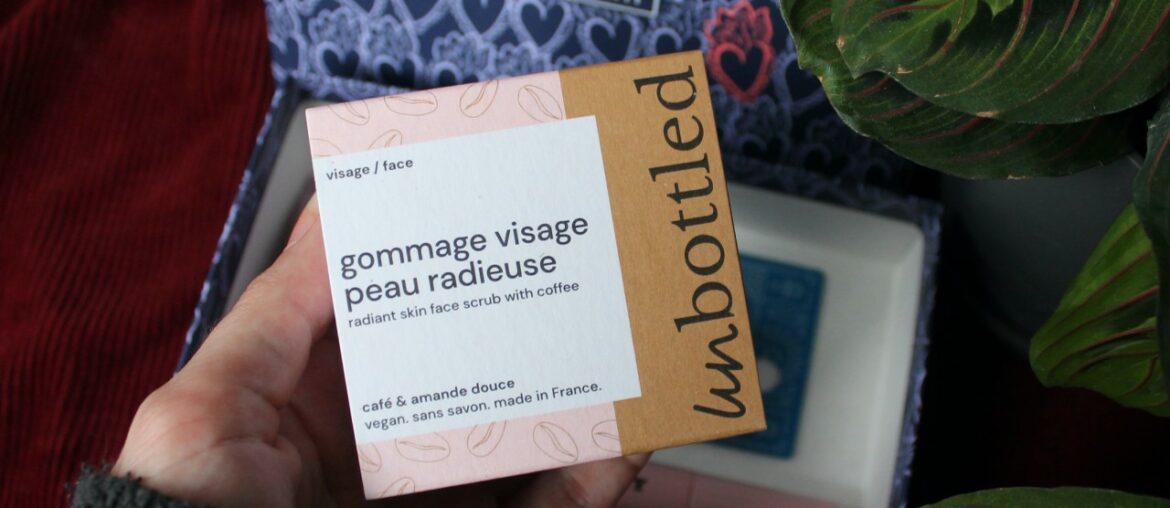 visage / face
gommage visage
peau radieuse
radiant skin face scrub with coffee
café & amande douce
vegan. sans savon. made in France.
unbottled